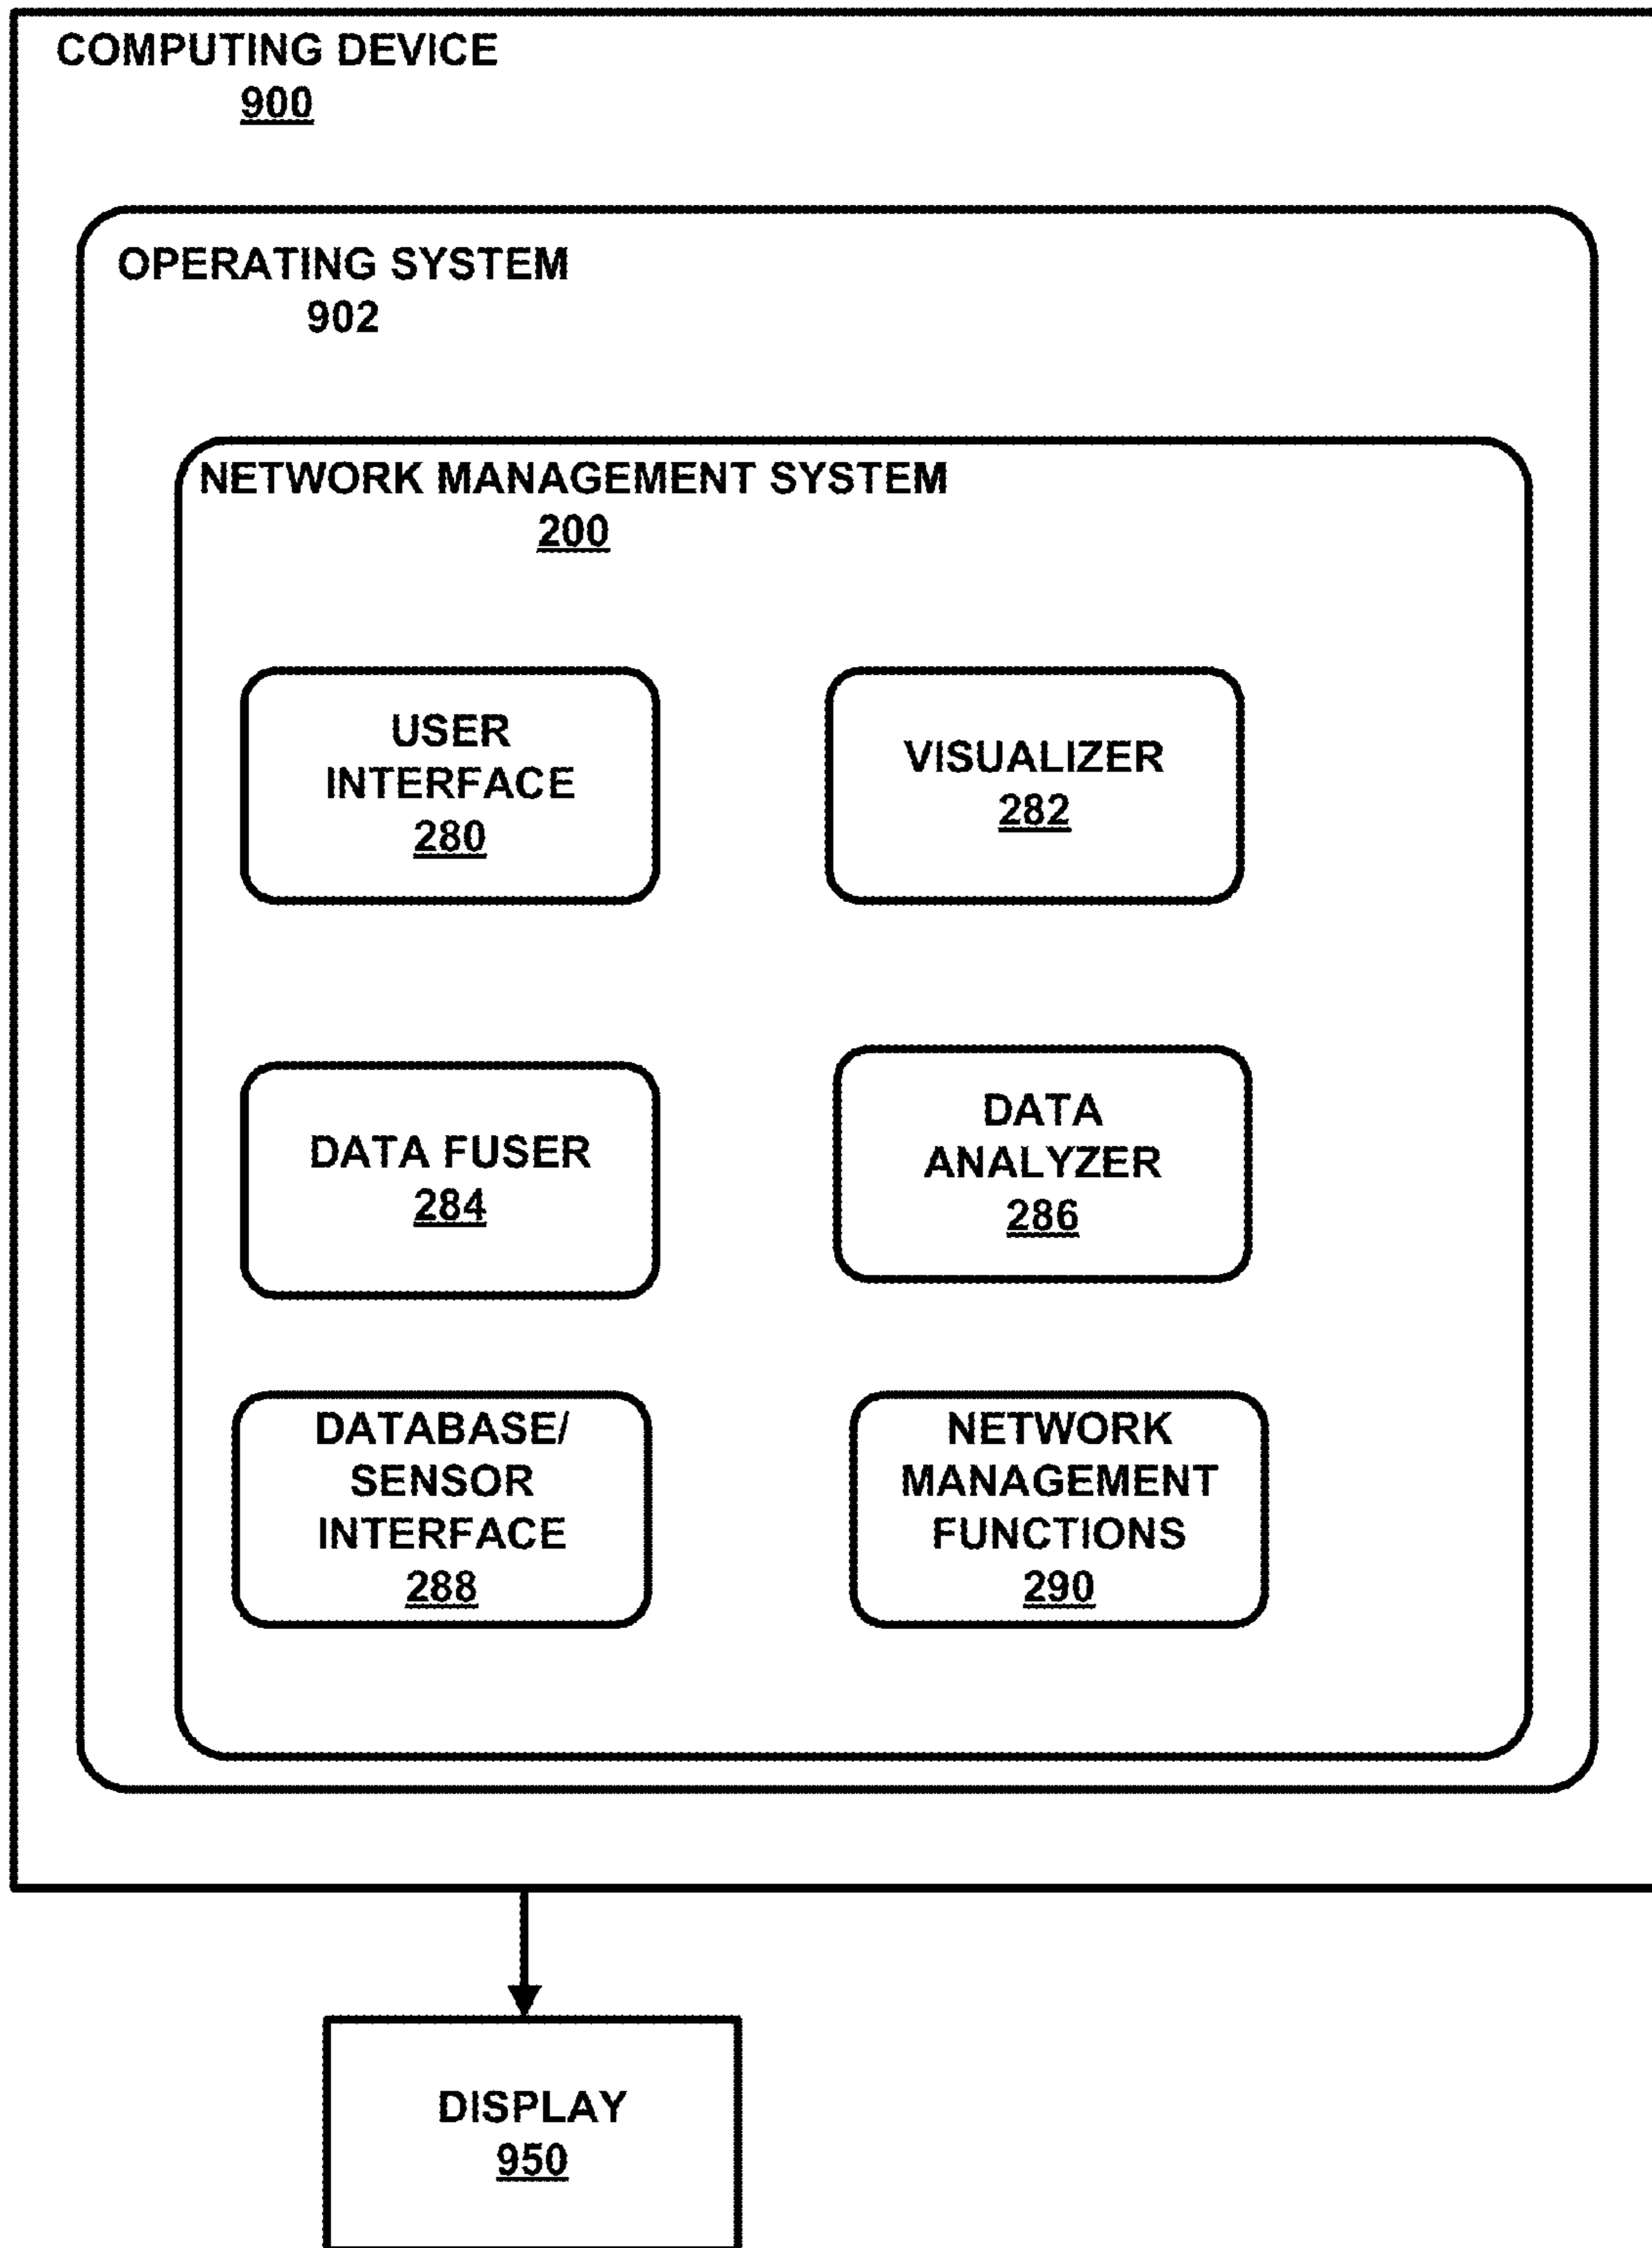 COMPUTING DEVICE
900
OPERATING SYSTEM
902
NETWORK MANAGEMENT SYSTEM
200
USER
INTERFACE
280
VISUALIZER
282
DATA FUSER
284
DATA
ANALYZER
286
DATABASE/
SENSOR
INTERFACE
288
NETWORK
MANAGEMENT
FUNCTIONS
290
DISPLAY
950